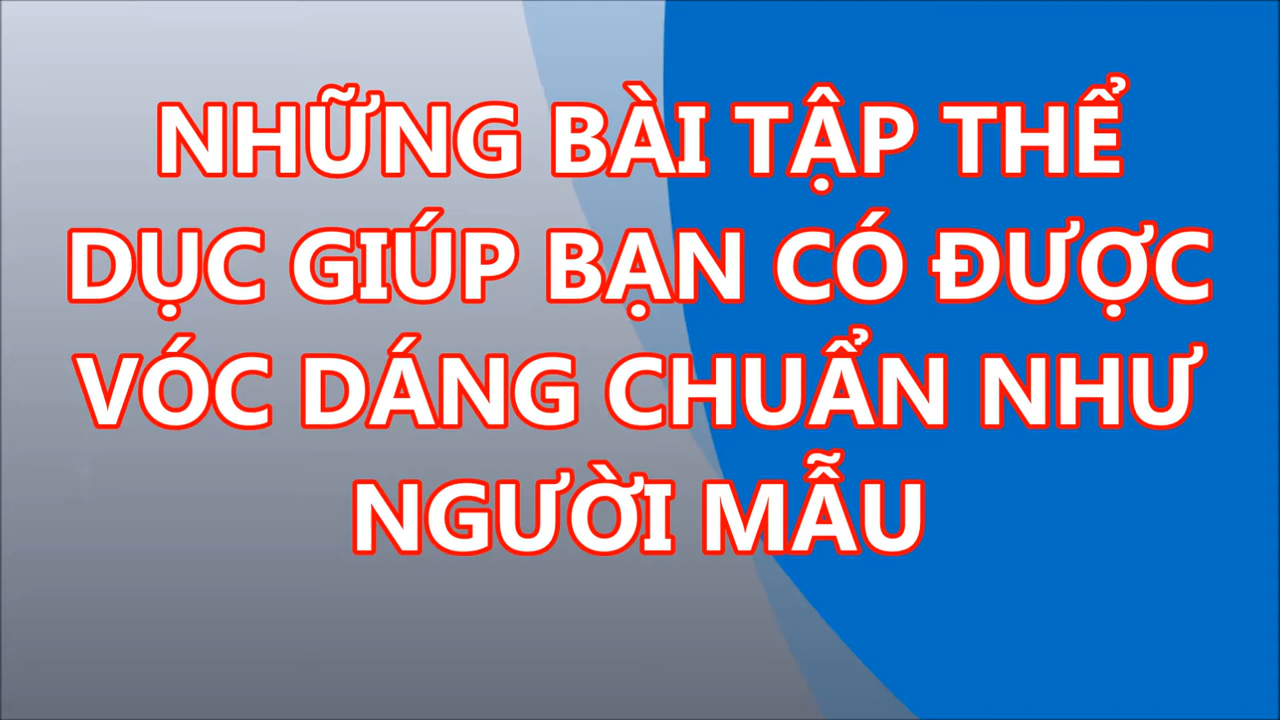 NHỮNG BÀI TẬP THỂ
DỤC GIÚP BẠN CÓ ĐƯỢC
VÓC DÁNG CHUẨN NHƯ
NGƯỜI MẪU